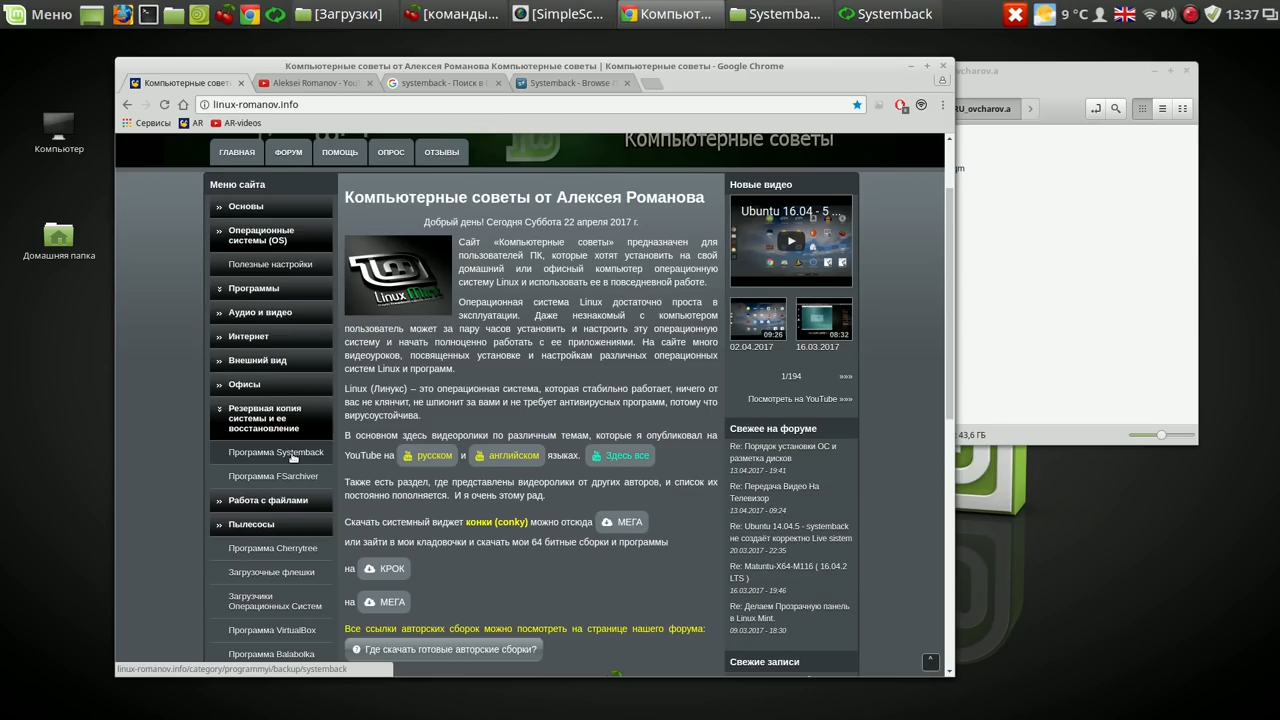 Меню
[Загрузки]
[команды...
[SimpleSc...
Компьют...
Systemba...
Systemback
9 °C
13:37
Компьютерные советы от Алексея Романова Компьютерные советы | Компьютерные советы - Google Chrome
Компьютерные советы
Aleksei Romanov - You
systemback - Поиск в
Systemback - Browse
linux-romanov.info
Сервисы
AR
AR-videos
Компьютерные советы
ГЛАВНАЯ
ФОРУМ
ПОМОЩЬ
ОПРОС
ОТЗЫВЫ
Меню сайта
Основы
Операционные
системы (OS)
Полезные настройки
Программы
Аудио и видео
Интернет
Внешний вид
Офисы
Резервная копия
системы и ее
восстановление
Программа Systemback
Программа FSarchiver
Работа с файлами
Пылесосы
Программа Cherrytree
Загрузочные флешки
Загрузчики
Операционных Систем
Программа VirtualBox
Программа Balabolka
Компьютерные советы от Алексея Романова
Добрый день! Сегодня Суббота 22 апреля 2017 г.
Linux Mint
Сайт «Компьютерные советы» предназначен для
пользователей ПК, которые хотят установить на свой
домашний или офисный компьютер операционную
систему Linux и использовать ее в повседневной работе.
Операционная система Linux достаточно проста в
эксплуатации. Даже незнакомый с компьютером
пользователь может за пару часов установить и настроить эту операционную
систему и начать полноценно работать с ее приложениями. На сайте много
видеоуроков, посвященных установке и настройкам различных операционных
систем Linux и программ.
Linux (Линукс) – это операционная система, которая стабильно работает, ничего от
вас не клянчит, не шпионит за вами и не требует антивирусных программ, потому что
вирусоустойчива.
В основном здесь видеоролики по различным темам, которые я опубликовал на
YouTube на русском и английском языках. Здесь все
Также есть раздел, где представлены видеоролики от других авторов, и список их
постоянно пополняется. И я очень этому рад.
Скачать системный виджет конки (conky) можно отсюда МЕГА
или зайти в мои кладовочки и скачать мои 64 битные сборки и программы
на КРОК
на МЕГА
Все ссылки авторских сборок можно посмотреть на странице нашего форума:
Где скачать готовые авторские сборки?
Новые видео
Ubuntu 16.04 - 5 ...
09:26
08:32
02.04.2017
16.03.2017
1/194
»»»
Посмотреть на YouTube »»»
Свежее на форуме
Re: Порядок установки ОС и
разметка дисков
13.04.2017 - 19:41
Re: Передача Видео На
Телевизор
13.04.2017 - 09:24
Re: Ubuntu 14.04.5 - systemback
не создаёт корректно Live sistem
20.03.2017 - 22:35
Re: Matuntu-X64-M116 ( 16.04.2
LTS )
16.03.2017 - 19:46
Re: Делаем Прозрачную панель
в Linux Mint.
09.03.2017 - 18:30
Свежие записи
linux-romanov.info/category/programmyi/backup/systemback
Компьютер
Домашняя папка
ovcharov.a
RU_ovcharov.a
gm
43,6 ГБ